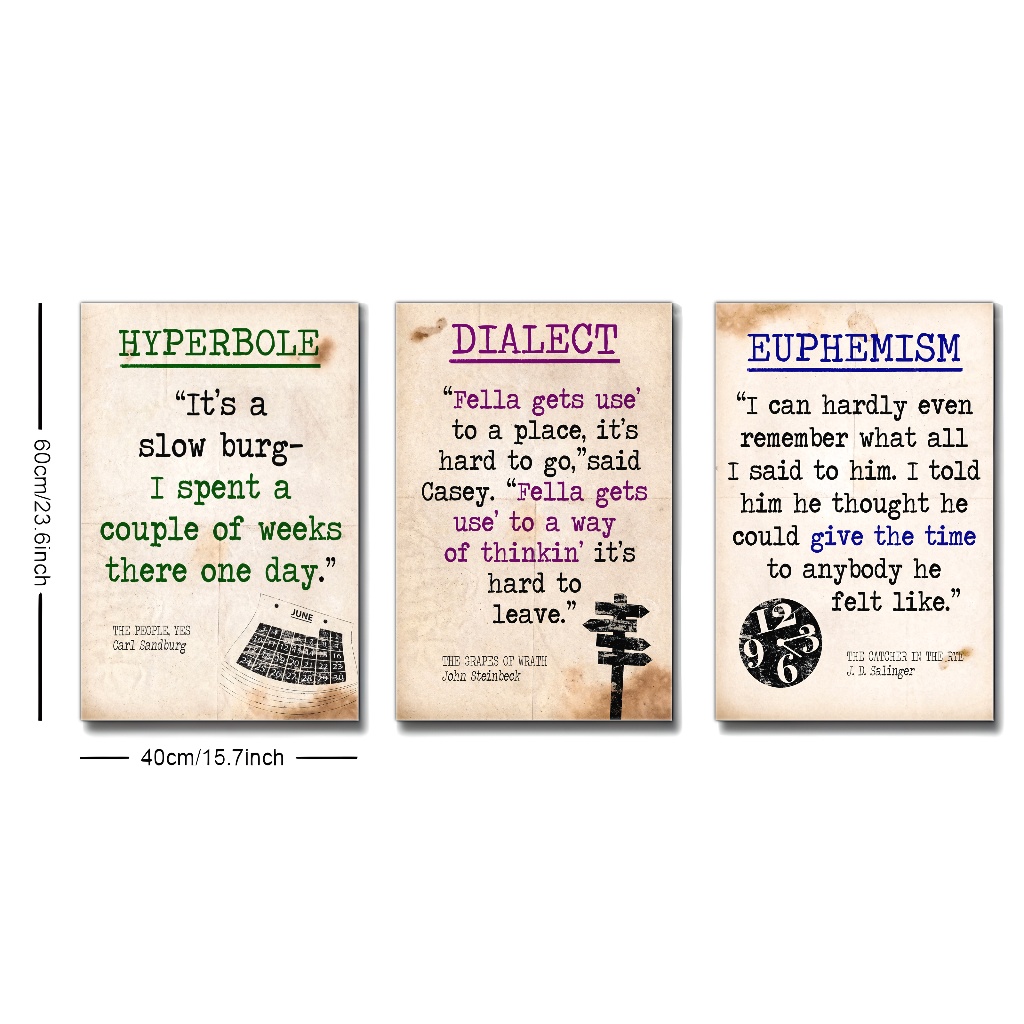 60cm/23.6inch
HYPERBOLE
“It’s a
slow burg-
I spent a
couple of weeks
there one day.”
THE PEOPLE, YES
Carl Sandburg
JUNE
DIALECT
“Fella gets use’
to a place, it’s
hard to go,”said
Casey. “Fella gets
use’ to a way
of thinkin’ it’s
hard to
leave.”
THE GRAPES OF WRATH
John Steinbeck
EUPHEMISM
“I can hardly even
remember what all
I said to him. I told
him he thought he
could give the time
to anybody he
felt like.”
12
9 3
6
THE CATCHER IN THE RYE
J. D. Salinger
40cm/15.7inch